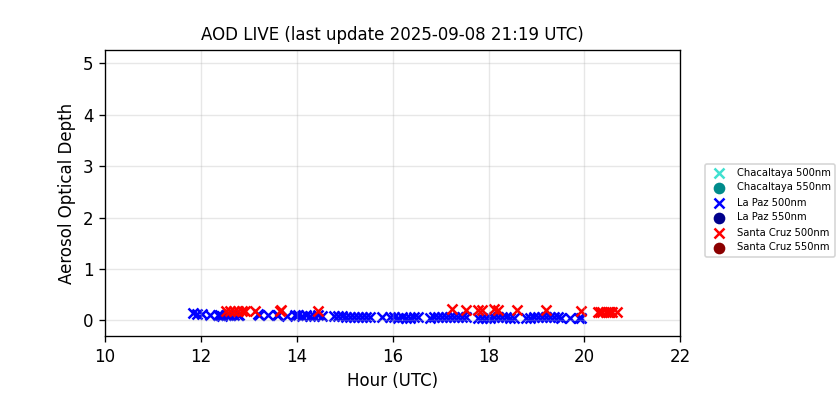 AOD LIVE (last update 2025-09-08 21:19 UTC)
5
4
3
2
1
0
10 12 14 16 18 20 22
Hour (UTC)
Aerosol Optical Depth
Chacaltaya 500nm
Chacaltaya 550nm
La Paz 500nm
La Paz 550nm
Santa Cruz 500nm
Santa Cruz 550nm